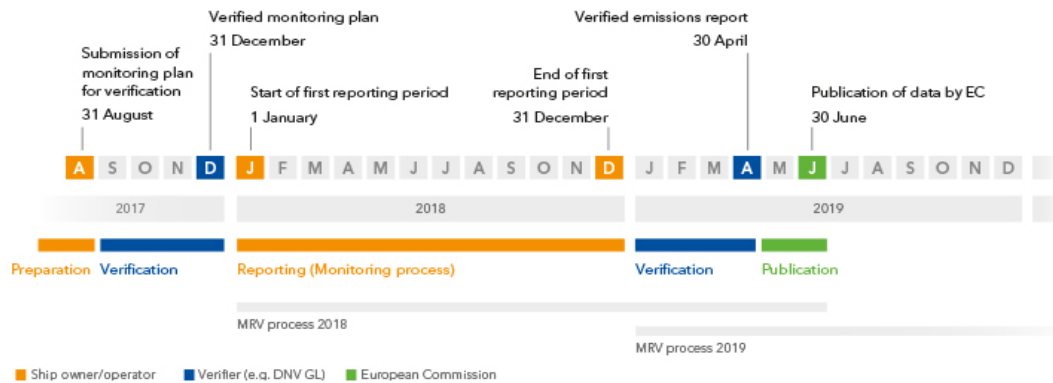 Verified monitoring plan
31 December
Verified emissions report
30 April
Submission of
monitoring plan
for verification
31 August
Start of first reporting period
1 January
End of first
reporting period
31 December
Publication of data by EC
30 June
A S O N D J F M A M J J A S O N D J F M A M J J A S O N D
2017 2018 2019
Preparation Verification Reporting (Monitoring process) Verification Publication
MRV process 2018
MRV process 2019
Ship owner/operator Verifier (e.g. DNV GL) European Commission